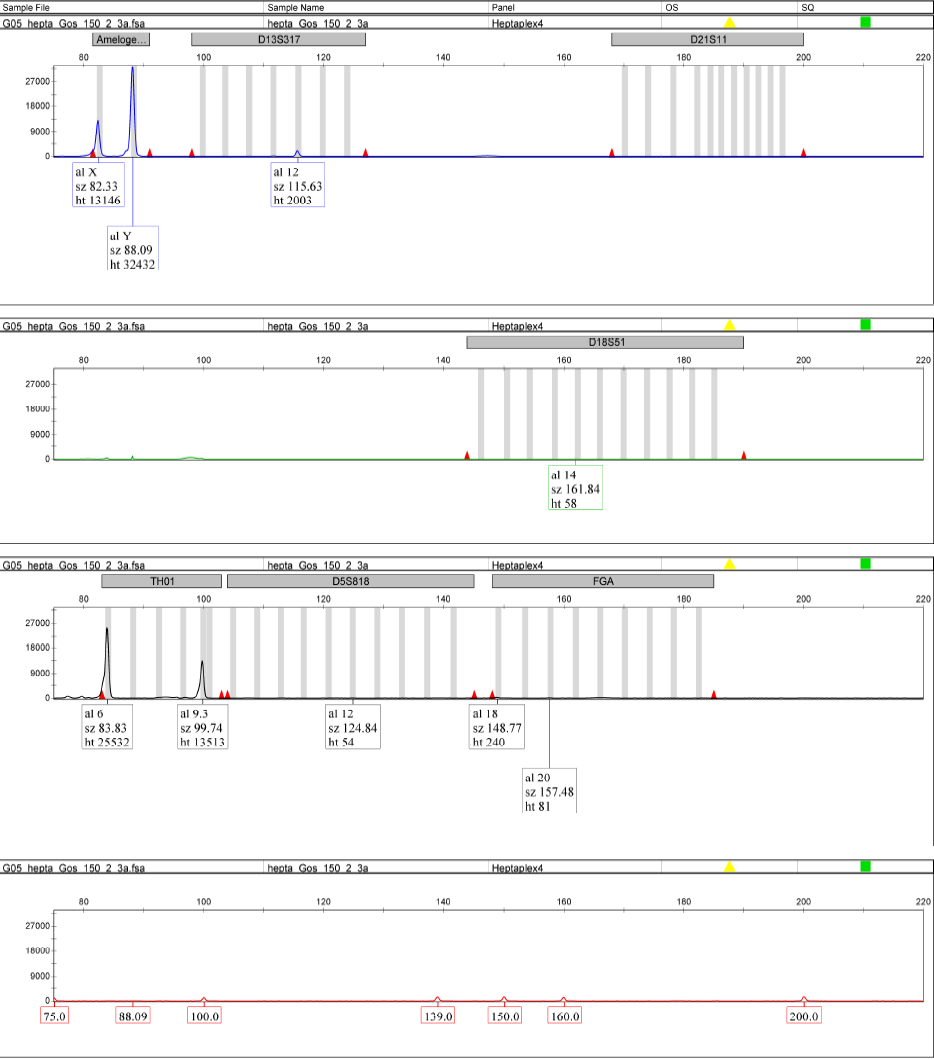 Sample File Sample Name Panel OS SQ
G05_hepta_Gos_150_2_3a.fsa hepta_Gos_150_2_3a Heptaplex4
Ameloge... D13S317 D21S11
80 100 120 140 160 180 200 220
27000
18000
9000
0
al X
sz 82.33
ht 13146
al 12
sz 115.63
ht 2003
al Y
sz 88.09
ht 32432
G05_hepta_Gos_150_2_3a.fsa hepta_Gos_150_2_3a Heptaplex4
D18S51
80 100 120 140 160 180 200 220
27000
18000
9000
0
al 14
sz 161.84
ht 58
G05_hepta_Gos_150_2_3a.fsa hepta_Gos_150_2_3a Heptaplex4
TH01 D5S818 FGA
80 100 120 140 160 180 200 220
27000
18000
9000
0
al 6
sz 83.83
ht 25532
al 9.3
sz 99.74
ht 13513
al 12
sz 124.84
ht 54
al 18
sz 148.77
ht 240
al 20
sz 157.48
ht 81
G05_hepta_Gos_150_2_3a.fsa hepta_Gos_150_2_3a Heptaplex4
80 100 120 140 160 180 200 220
27000
18000
9000
0
75.0 88.09 100.0 139.0 150.0 160.0 200.0